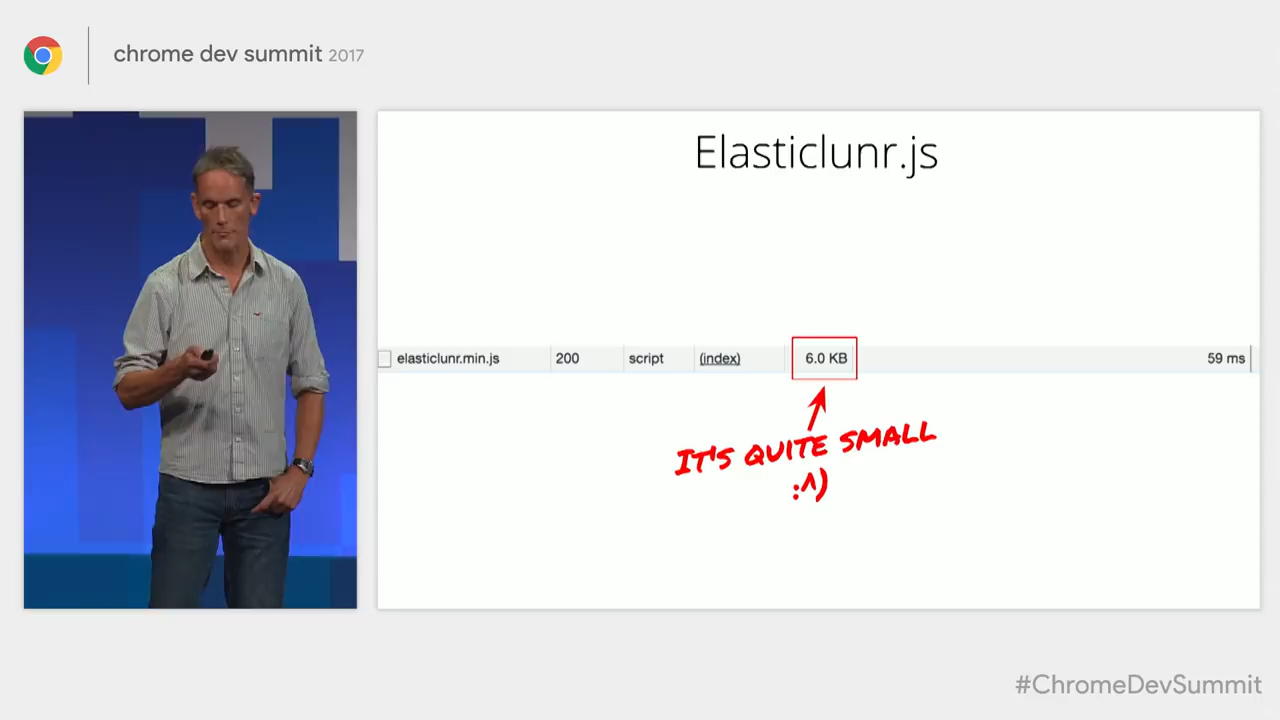 chrome dev summit 2017
Elasticlunr.js
elasticlunr.min.js 200 script (index) 6.0 KB 59 ms
IT'S QUITE SMALL
:^)
#ChromeDevSummit